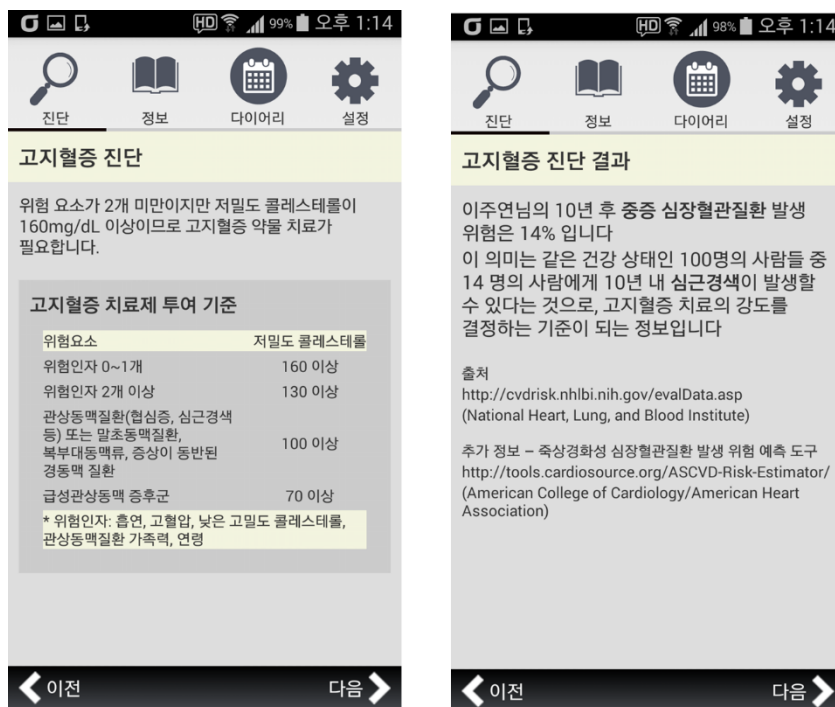 HD 99% 오후 1:14
진단 정보 다이어리 설정
고지혈증 진단
위험 요소가 2개 미만이지만 저밀도 콜레스테롤이
160mg/dL 이상이므로 고지혈증 약물 치료가
필요합니다.
고지혈증 치료제 투여 기준
위험요소 저밀도 콜레스테롤
위험인자 0~1개 160 이상
위험인자 2개 이상 130 이상
관상동맥질환(협심증, 심근경색
등) 또는 말초동맥질환,
복부대동맥류, 증상이 동반된
경동맥 질환
100 이상
급성관상동맥 증후군 70 이상
* 위험인자: 흡연, 고혈압, 낮은 고밀도 콜레스테롤,
관상동맥질환 가족력, 연령
이전 다음
HD 98% 오후 1:14
진단 정보 다이어리 설정
고지혈증 진단 결과
이주연님의 10년 후 중증 심장혈관질환 발생
위험은 14% 입니다
이 의미는 같은 건강 상태인 100명의 사람들 중
14 명의 사람에게 10년 내 심근경색이 발생할
수 있다는 것으로, 고지혈증 치료의 강도를
결정하는 기준이 되는 정보입니다
출처
http://cvdrisk.nhlbi.nih.gov/evalData.asp
(National Heart, Lung, and Blood Institute)
추가 정보 – 죽상경화성 심장혈관질환 발생 위험 예측 도구
http://tools.cardiosource.org/ASCVD-Risk-Estimator/
(American College of Cardiology/American Heart
Association)
이전 다음